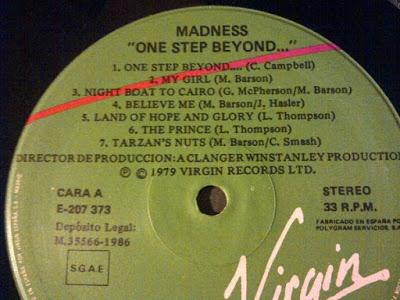 MADNESS
"ONE STEP BEYOND..."
1. ONE STEP BEYOND.... (C. Campbell)
2. MY GIRL (M. Barson)
3. NIGHT BOAT TO CAIRO (G. McPherson/M. Barson)
4. BELIEVE ME (M. Barson/J. Hasler)
5. LAND OF HOPE AND GLORY (L. Thompson)
6. THE PRINCE (L. Thompson)
7. TARZAN'S NUTS (M. Barson/C. Smash)
DIRECTOR DE PRODUCCION: A CLANGER WINSTANLEY PRODUCTION
Ⓟ © 1979 VIRGIN RECORDS LTD.
CARA A
STEREO
E-207 373
33 R.P.M.
Depósito Legal:
M.35566-1986
FABRICADO EN ESPAÑA PO
POLYGRAM SERVICIOS, S.
S.G.A.E.
Virgin